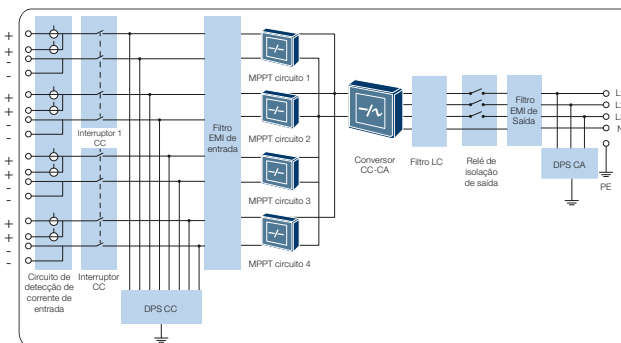 +
+
-
-
+
+
-
-
+
+
-
-
+
+
-
-
Circuito de
detecção de
corrente de
entrada
Interruptor 1
CC
Interruptor
CC
DPS CC
Filtro
EMI de
entrada
MPPT circuito 1
MPPT circuito 2
MPPT circuito 3
MPPT circuito 4
Conversor
CC-CA
Filtro LC
Relé de
isolação
de saída
Filtro
EMI de
Saída
DPS CA
N
PE